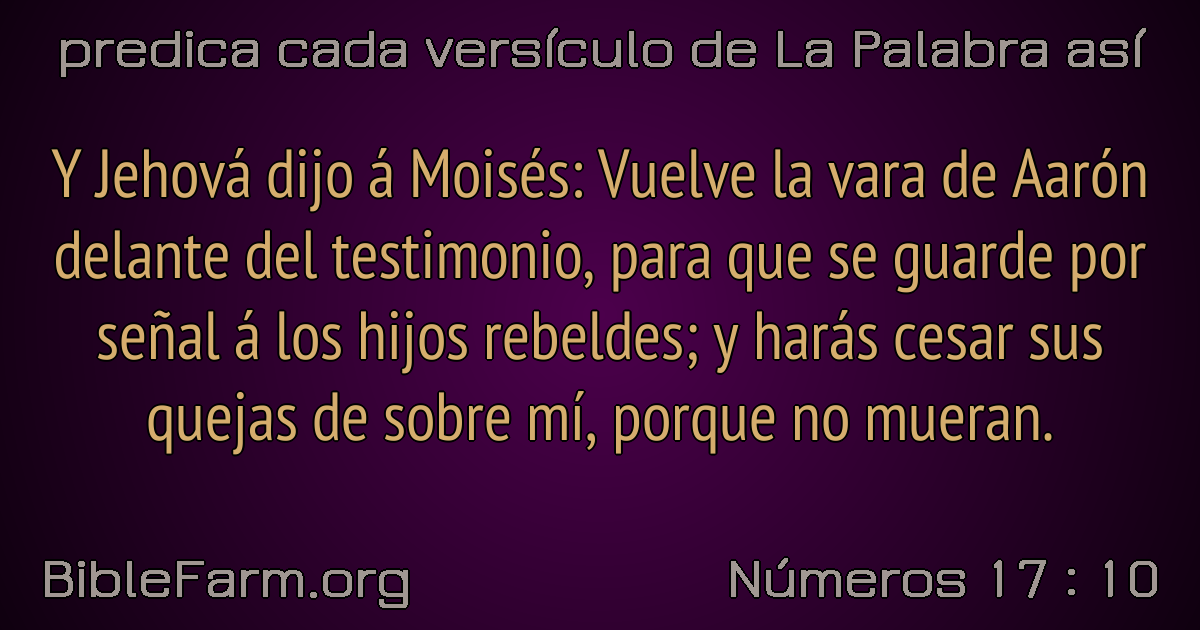 predica cada versículo de La Palabra así
Y Jehová dijo á Moisés: Vuelve la vara de Aarón
delante del testimonio, para que se guarde por
señal á los hijos rebeldes; y harás cesar sus
quejas de sobre mí, porque no mueran.
BibleFarm.org
Números 17 : 10